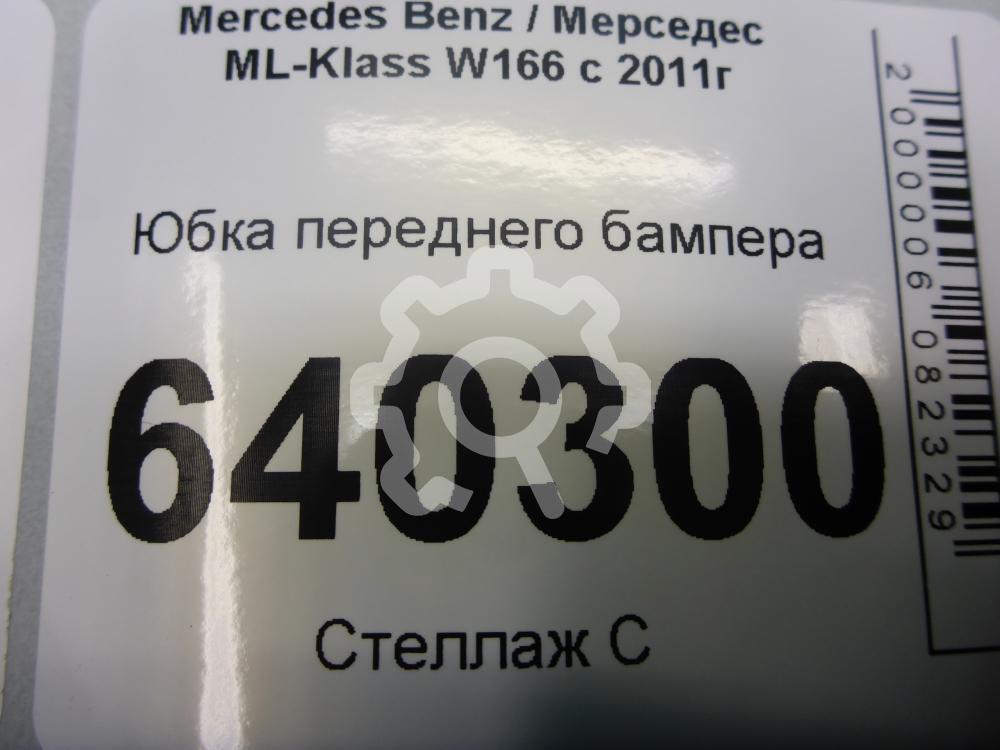 Mercedes Benz / Мерседес
ML-Klass W166 с 2011г
Юбка переднего бампера
640300
Стеллаж С
2000006082329